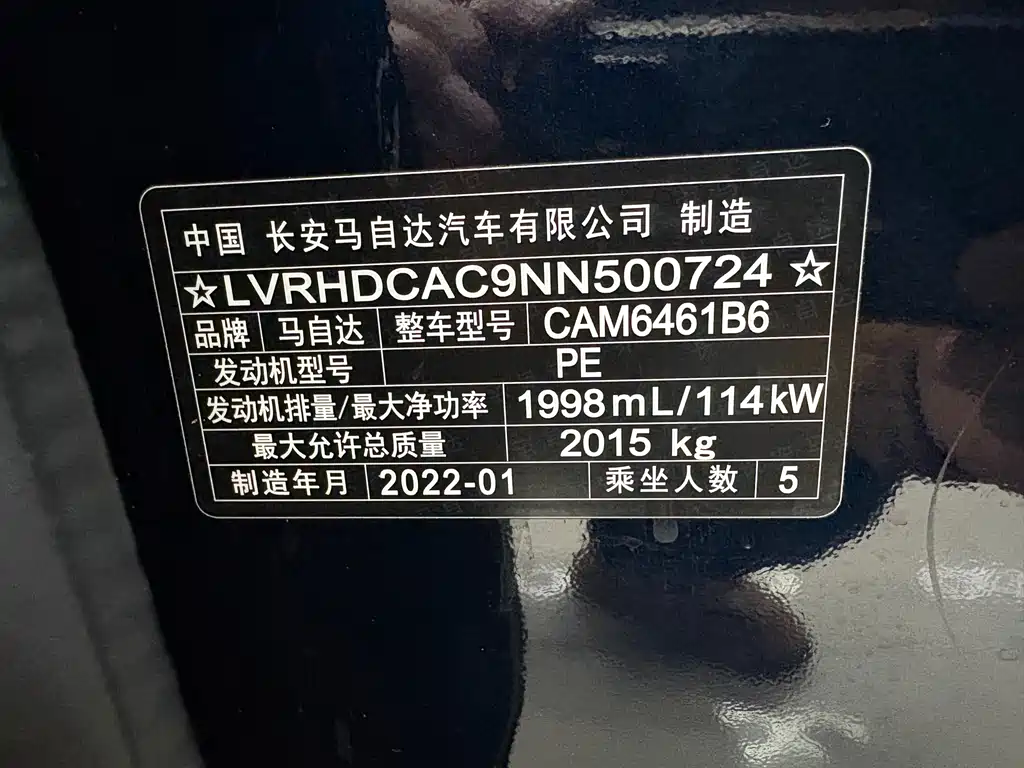 中国 长安马自达汽车有限公司 制造
☆LVRHDCAC9NN500724☆
品牌 马自达 整车型号 CAM6461B6
发动机型号 PE
发动机排量/最大净功率 1998mL/114kW
最大允许总质量 2015 kg
制造年月 2022-01 乘坐人数 5